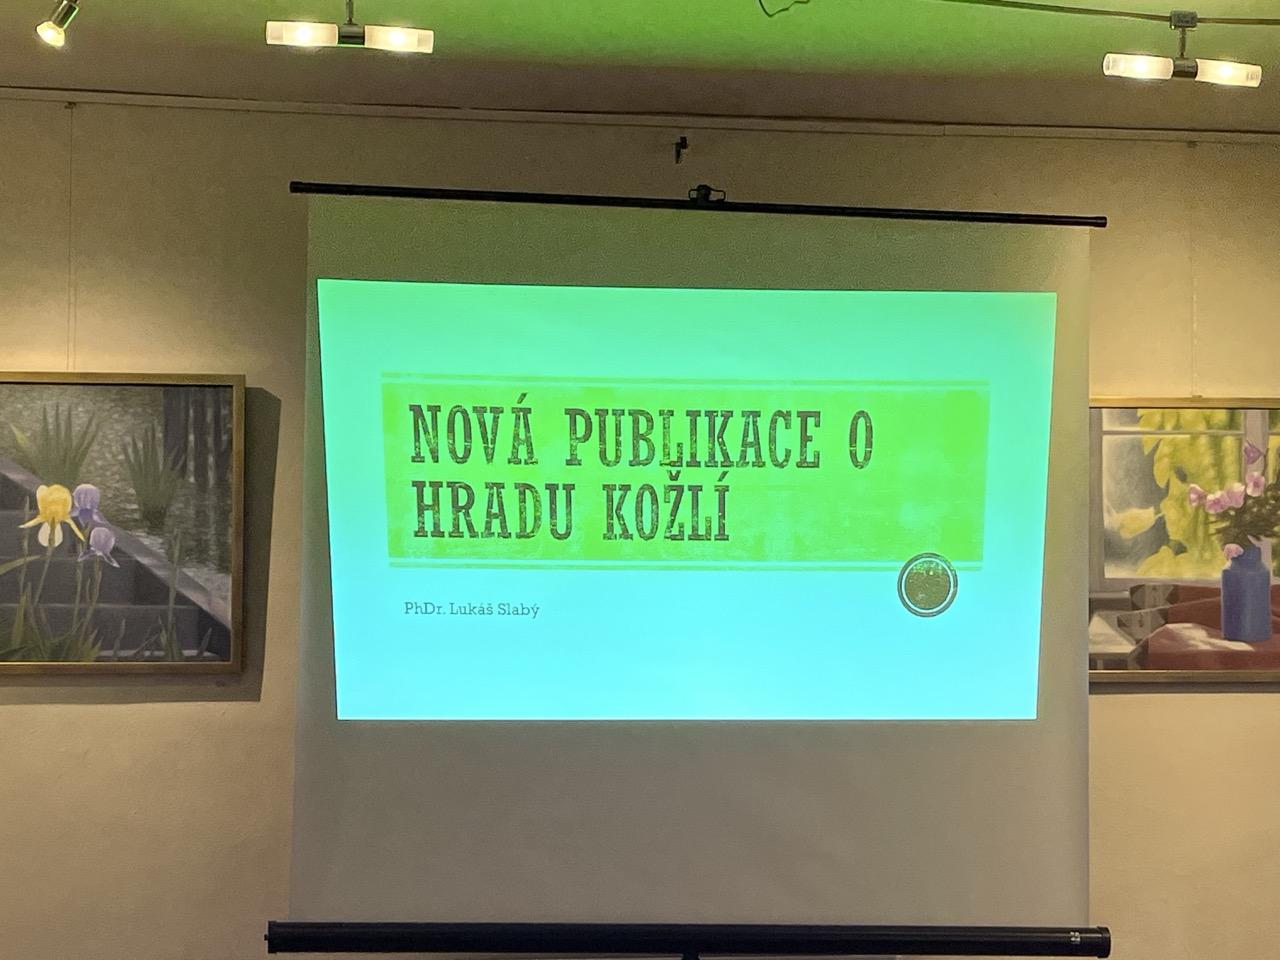 NOVÁ PUBLIKACE O
HRADU KOŽLÍ
PhDr. Lukáš Slabý